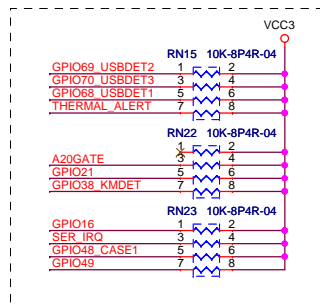 VCC3
RN15 10K-8P4R-04
GPIO69_USBDET2 1 2
GPIO70_USBDET3 3 4
GPIO68_USBDET1 5 6
THERMAL_ALERT 7 8
RN22 10K-8P4R-04
1 2
A20GATE 3 4
GPIO21 5 6
GPIO38_KMDET 7 8
RN23 10K-8P4R-04
GPIO16 1 2
SER_IRQ 3 4
GPIO48_CASE1 5 6
GPIO49 7 8